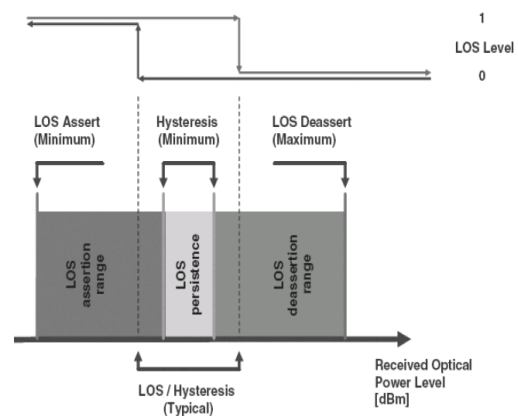 1
LOS Level
0
LOS Assert
(Minimum)
Hysteresis
(Minimum)
LOS Deassert
(Maximum)
LOS
assertion
range
LOS
persistence
LOS
deassertion
range
Received Optical
Power Level
[dBm]
LOS / Hysteresis
(Typical)